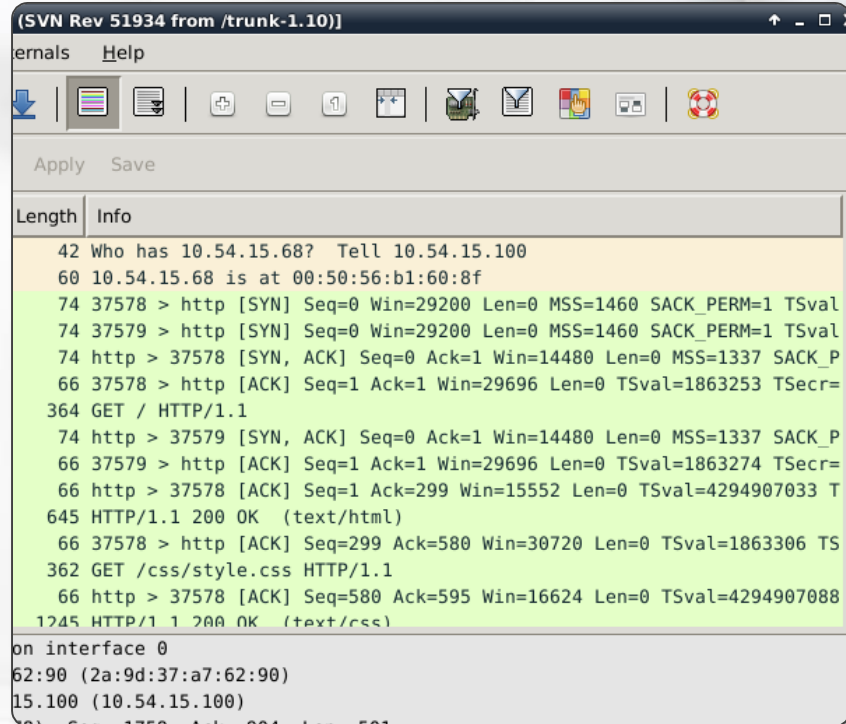 (SVN Rev 51934 from /trunk-1.10)]
ernals Help
Apply Save
Length Info
42 Who has 10.54.15.68? Tell 10.54.15.100
60 10.54.15.68 is at 00:50:56:b1:60:8f
74 37578 > http [SYN] Seq=0 Win=29200 Len=0 MSS=1460 SACK_PERM=1 TSval
74 37579 > http [SYN] Seq=0 Win=29200 Len=0 MSS=1460 SACK_PERM=1 TSval
74 http > 37578 [SYN, ACK] Seq=0 Ack=1 Win=14480 Len=0 MSS=1337 SACK_P
66 37578 > http [ACK] Seq=1 Ack=1 Win=29696 Len=0 TSval=1863253 TSecr=
364 GET / HTTP/1.1
74 http > 37579 [SYN, ACK] Seq=0 Ack=1 Win=14480 Len=0 MSS=1337 SACK_P
66 37579 > http [ACK] Seq=1 Ack=1 Win=29696 Len=0 TSval=1863274 TSecr=
66 http > 37578 [ACK] Seq=1 Ack=299 Win=15552 Len=0 TSval=4294907033 T
645 HTTP/1.1 200 OK (text/html)
66 37578 > http [ACK] Seq=299 Ack=580 Win=30720 Len=0 TSval=1863306 TS
362 GET /css/style.css HTTP/1.1
66 http > 37578 [ACK] Seq=580 Ack=595 Win=16624 Len=0 TSval=4294907088
1245 HTTP/1.1 200 OK (text/css)
on interface 0
62:90 (2a:9d:37:a7:62:90)
15.100 (10.54.15.100)